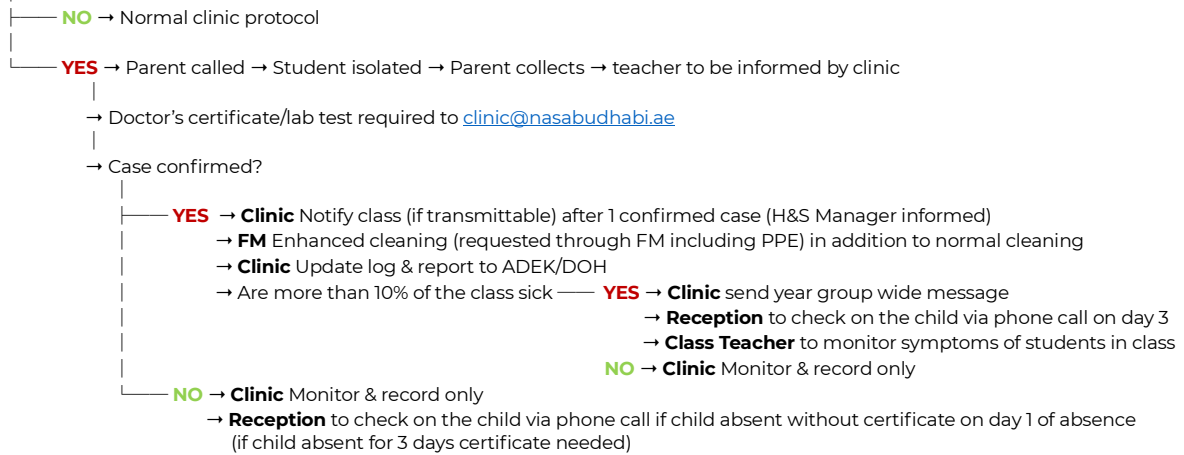 NO → Normal clinic protocol
YES → Parent called → Student isolated → Parent collects → teacher to be informed by clinic
→ Doctor’s certificate/lab test required to clinic@nasabudhabi.ae
→ Case confirmed?
YES → Clinic Notify class (if transmittable) after 1 confirmed case (H&S Manager informed)
→ FM Enhanced cleaning (requested through FM including PPE) in addition to normal cleaning
→ Clinic Update log & report to ADEK/DOH
→ Are more than 10% of the class sick —— YES → Clinic send year group wide message
→ Reception to check on the child via phone call on day 3
→ Class Teacher to monitor symptoms of students in class
NO → Clinic Monitor & record only
NO → Clinic Monitor & record only
→ Reception to check on the child via phone call if child absent without certificate on day 1 of absence
(if child absent for 3 days certificate needed)